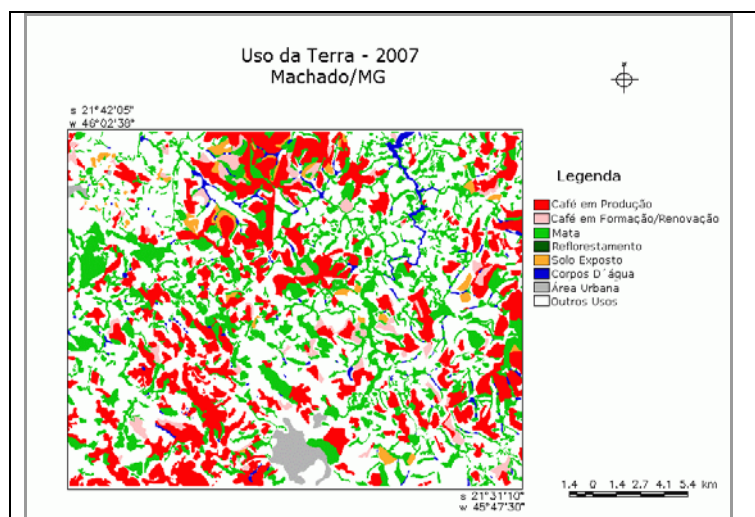 Uso da Terra - 2007
Machado/MG
N
s 21°42'05"
w 46°02'38"
Legenda
Café em Produção
Café em Formação/Renovação
Mata
Reflorestamento
Solo Exposto
Corpos D´água
Área Urbana
Outros Usos
s 21°31'10"
w 45°47'30"
1.4 0 1.4 2.7 4.1 5.4 km